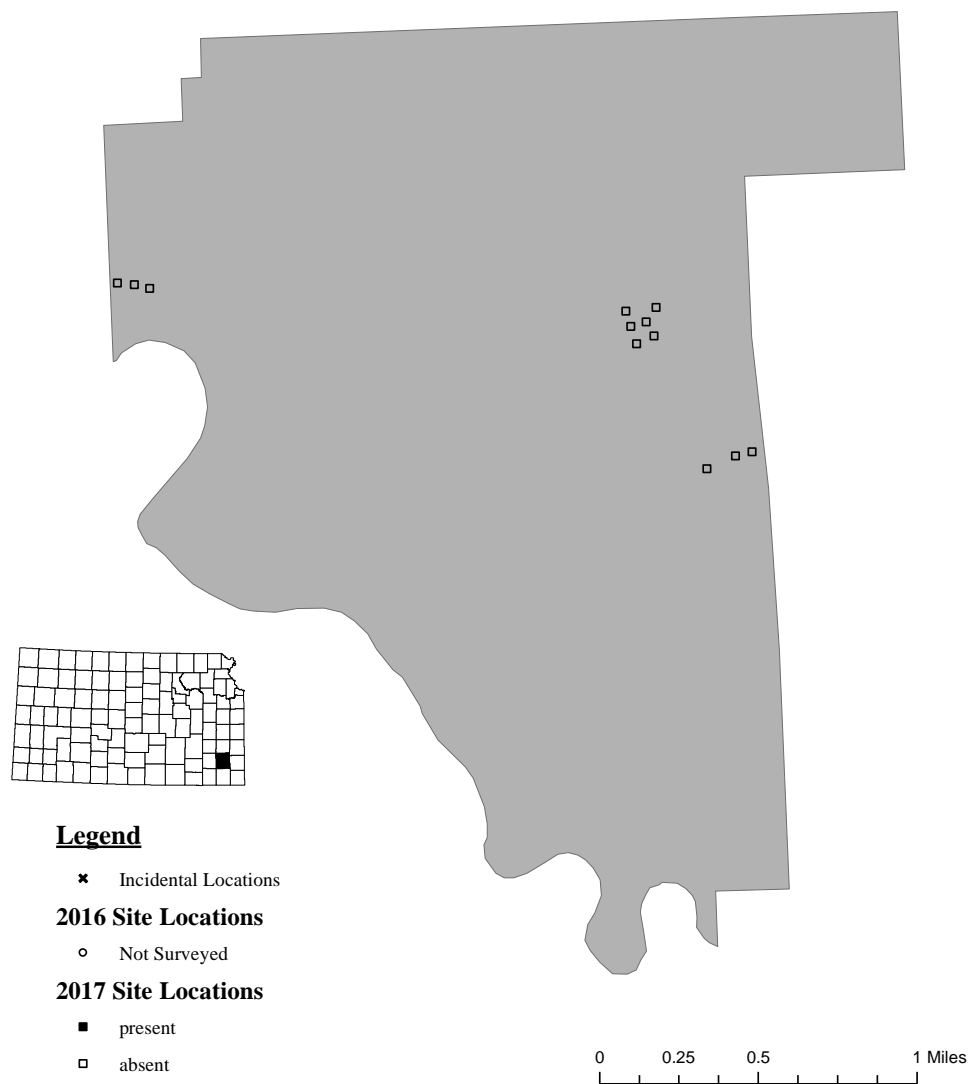 Legend
Incidental Locations
2016 Site Locations
Not Surveyed
2017 Site Locations
present
absent
0 0.25 0.5 1 Miles